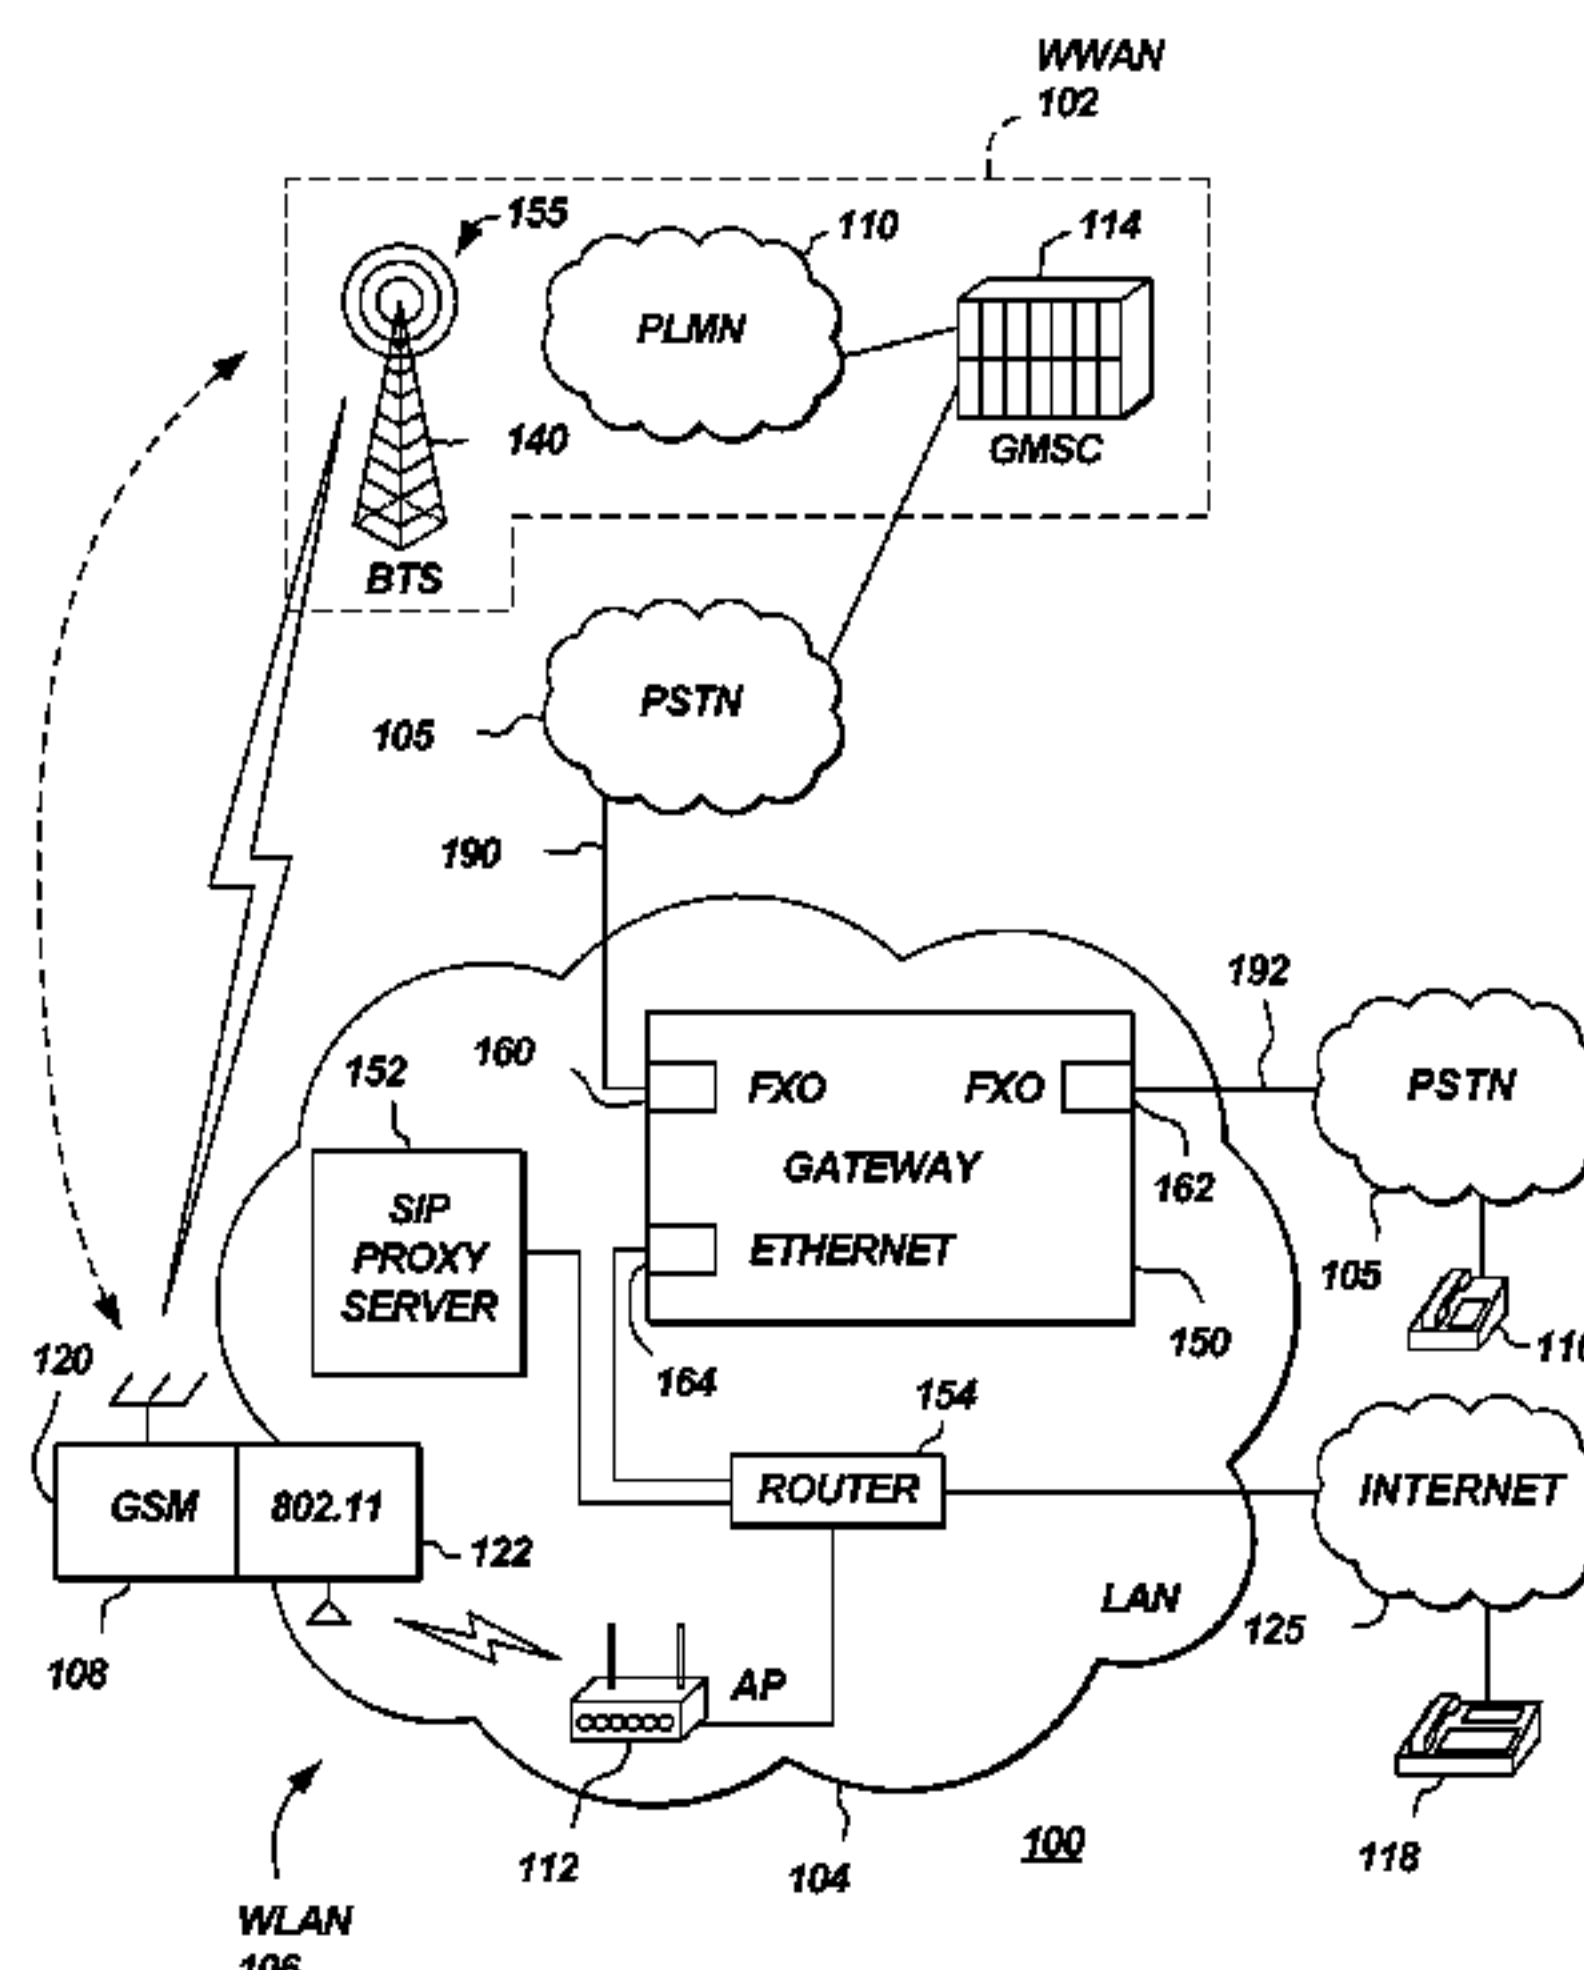 WWAN
102
155
110
114
PLMN
140
GMSC
BTS
PSTN
105
190
192
160
152
FXO
FXO
PSTN
GATEWAY
162
SIP
PROXY
SERVER
ETHERNET
105
120
164
150
154
GSM
802.11
ROUTER
INTERNET
122
LAN
125
108
AP
112
104
100
118
WLAN